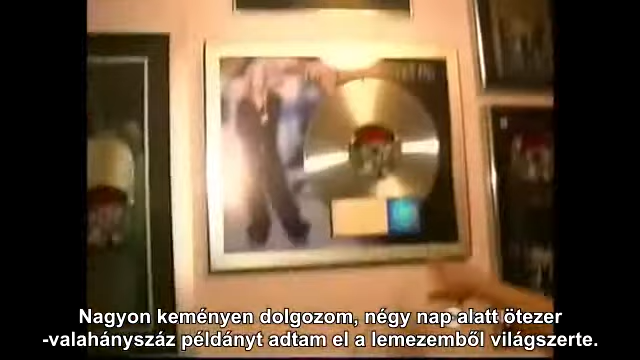 Nagyon keményen dolgozom, négy nap alatt ötezer
-valahányszáz példányt adtam el a lemezemből világszerte.